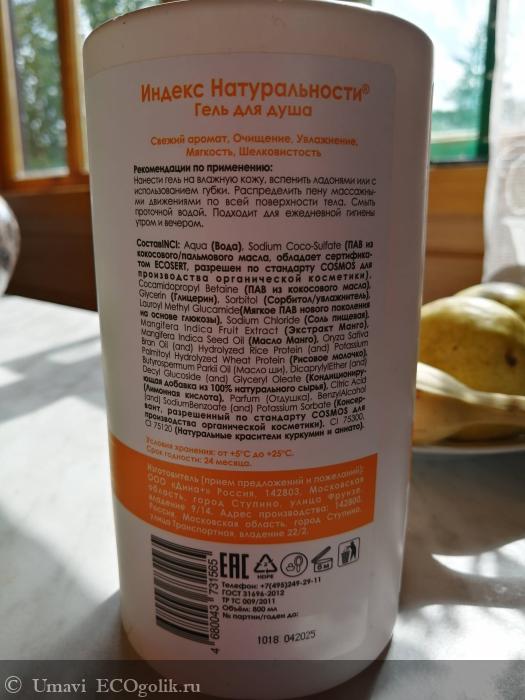 Индекс Натуральности®
Гель для душа
Свежий аромат, Очищение, Увлажнение,
Мягкость, Шелковистость
Рекомендации по применению:
Нанести гель на влажную кожу, вспенить ладонями или с
использованием губки. Распределить пену массажны-
ми движениями по всей поверхности тела. Смыть
проточной водой. Подходит для ежедневной гигиены
утром и вечером.
СоставINCI: Aqua (Вода), Sodium Coco-Sulfate (ПАВ из
кокосового/пальмового масла, обладает сертифика-
том ECOSERT, разрешен по стандарту COSMOS для
производства органической косметики),
Cocamidopropyl Betaine (ПАВ из кокосового масла),
Glycerin (Глицерин), Sorbitol (Сорбитол/увлажнитель),
Lauroyl Methyl Glucamide(Мягкое ПАВ нового поколения
на основе глюкозы), Sodium Chloride (Соль пищевая),
Mangifera Indica Fruit Extract (Экстракт Манго),
Mangifera Indica Seed Oil (Масло Манго), Oryza Sativa
Bran Oil (and) Hydrolyzed Rice Protein (and) Potassium
Palmitoyl Hydrolyzed Wheat Protein (Рисовое молочко),
Butyrospermum Parkii Oil (Масло ши), DicaprylylEther(and)
Decyl Glucoside (and) Glyceryl Oleate (Кондициониру-
ющая добавка из 100% натурального сырья), Citric Acid
(Лимонная кислота), Parfum (Отдушка), BenzylAlcohol
(and) SodiumBenzoate (and) Potassium Sorbate (Консер-
вант, разрешенный по стандарту COSMOS для
производства органической косметики), CI 75300,
CI 75120 (Натуральные красители куркумин и аннато).
Условия хранения: от +5°С до +25°С.
Срок годности: 24 месяца.
Изготовитель (прием предложений и пожеланий):
ООО «Дина+» Россия, 142803, Московская
область, город Ступино, улица Фрунзе,
владение 9/14. Адрес производства: 142800,
Россия, Московская область, город Ступино,
улица Транспортная, владение 22/2.
EAC
HDPE
6 M
Телефон: +7(495)249-29-11
ГОСТ 31696-2012
ТР ТС 009/2011
Объём: 800 мл
№ партии/годен до:
4 680043 731565
1018 042025
© Umavi ECOgolik.ru